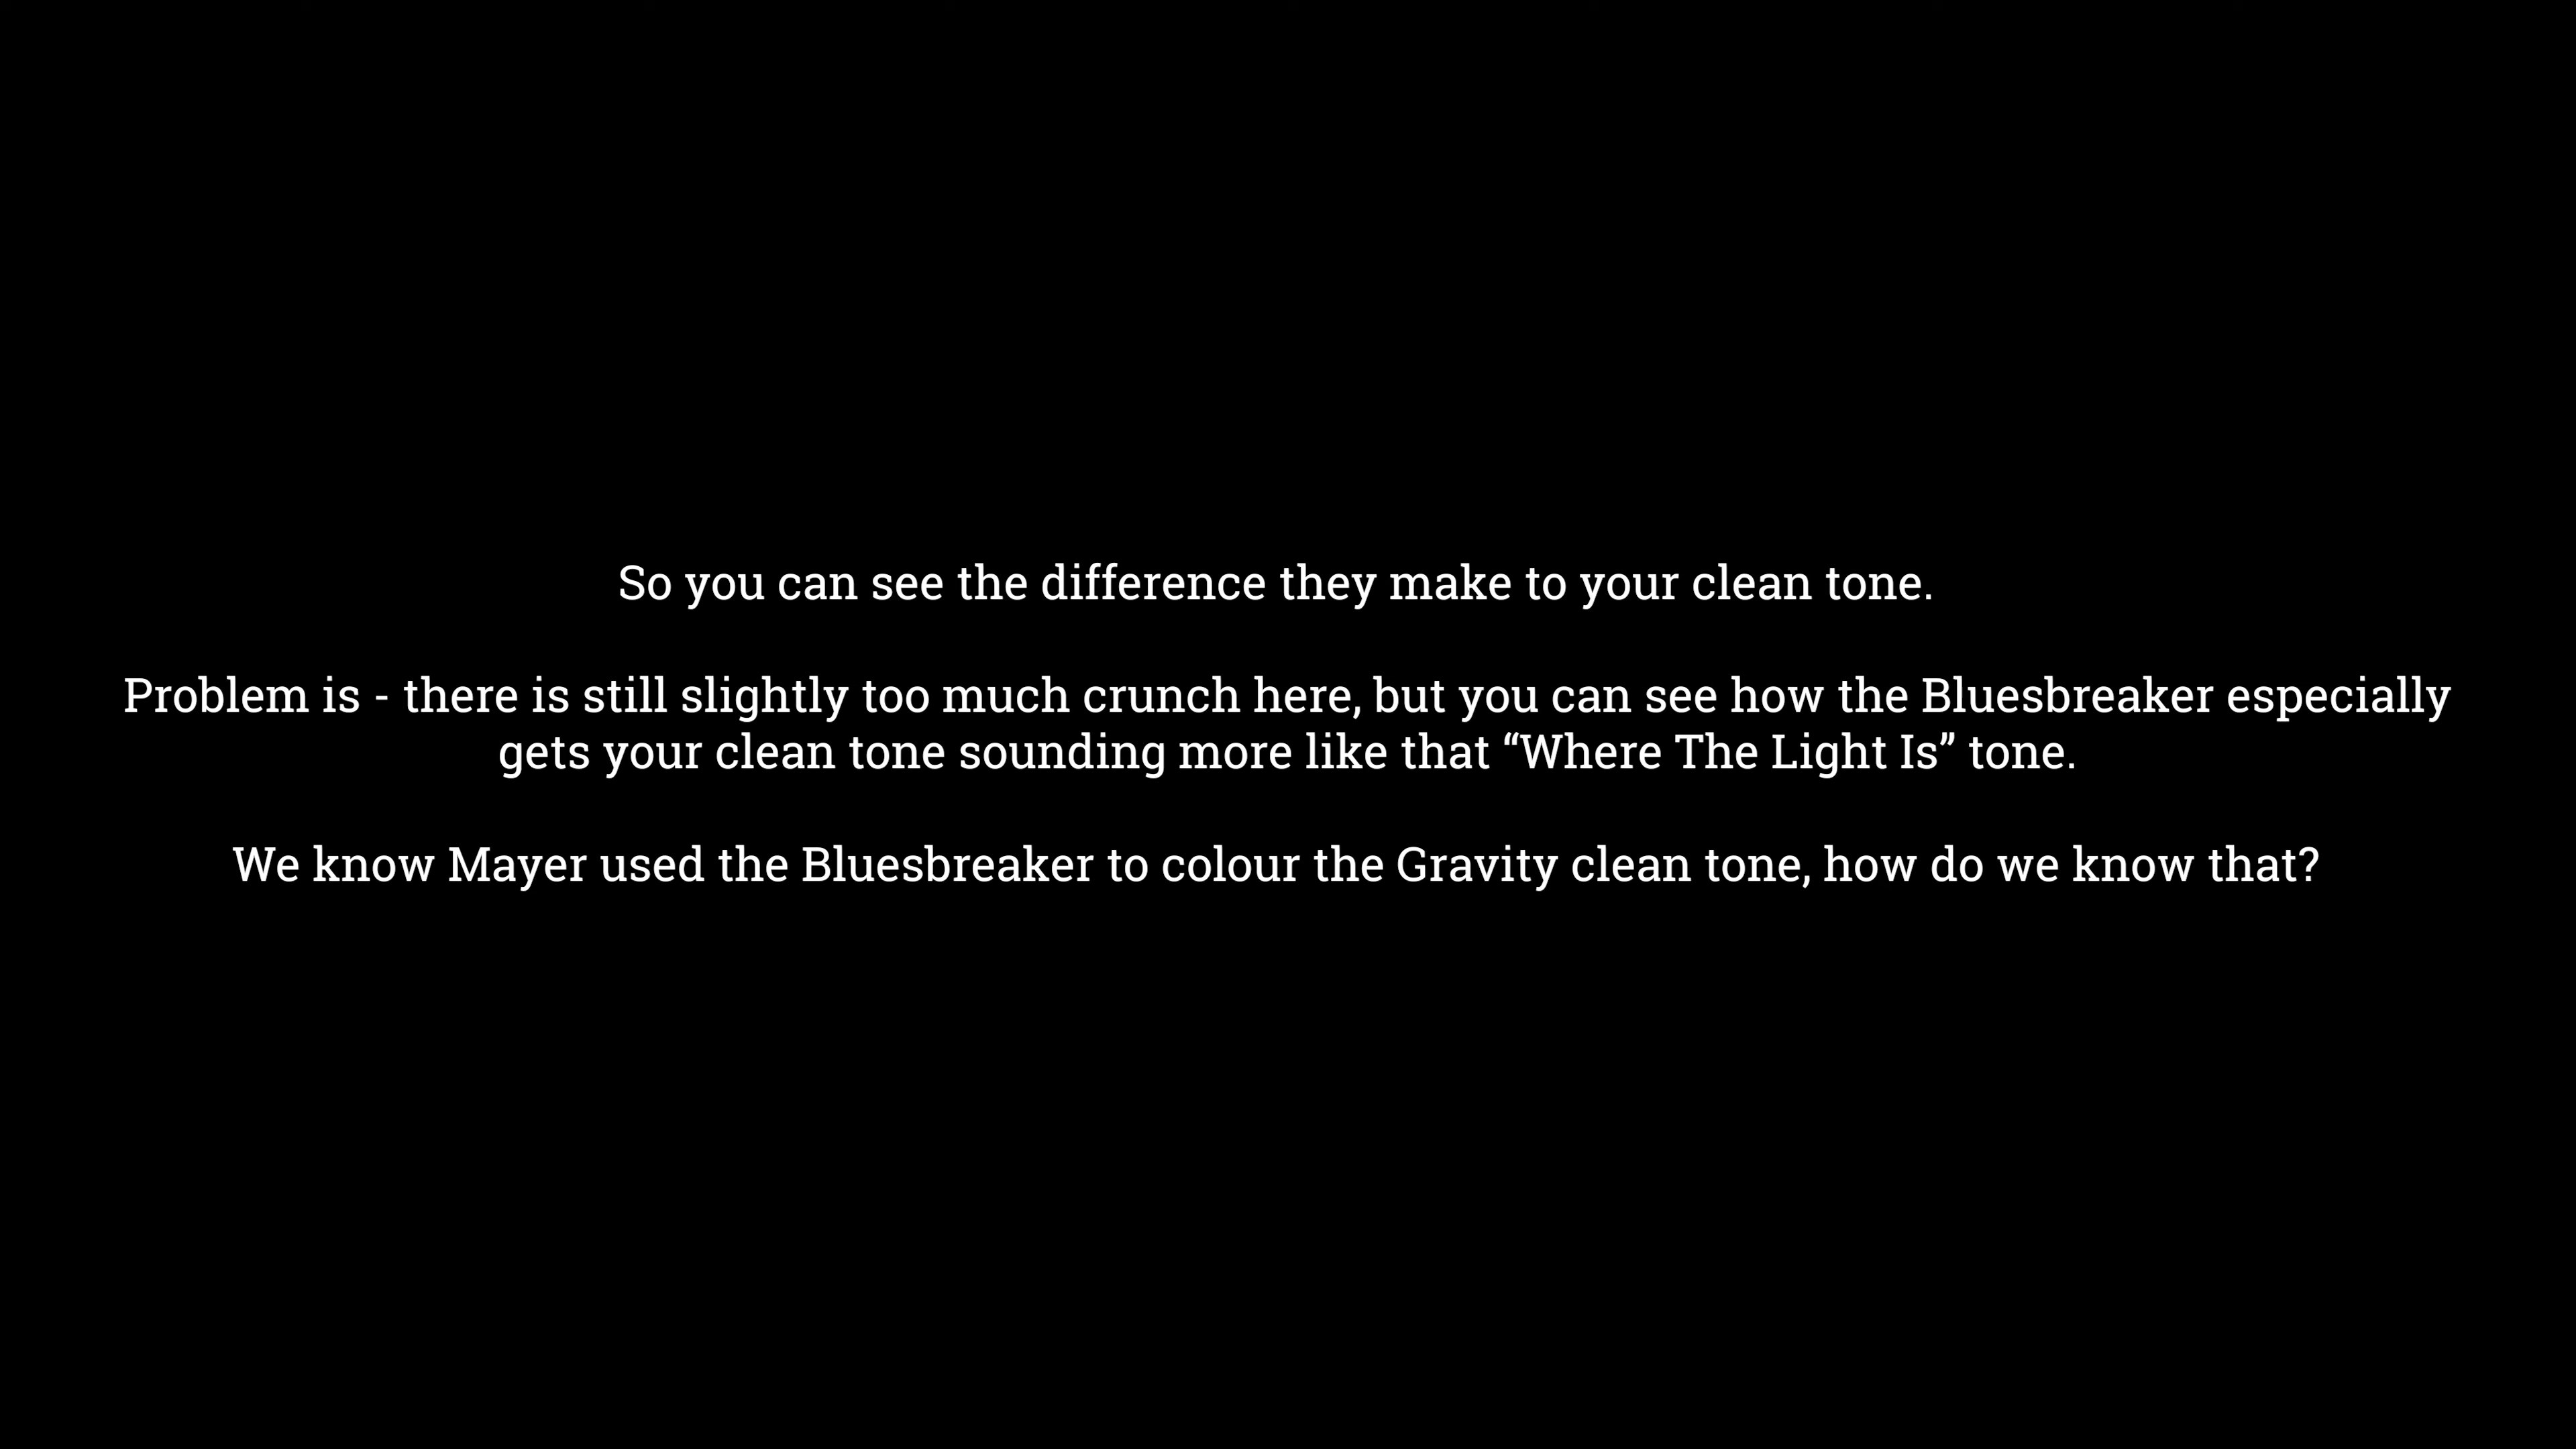 So you can see the difference they make to your clean tone.
Problem is - there is still slightly too much crunch here, but you can see how the Bluesbreaker especially
gets your clean tone sounding more like that “Where The Light Is” tone.
We know Mayer used the Bluesbreaker to colour the Gravity clean tone, how do we know that?